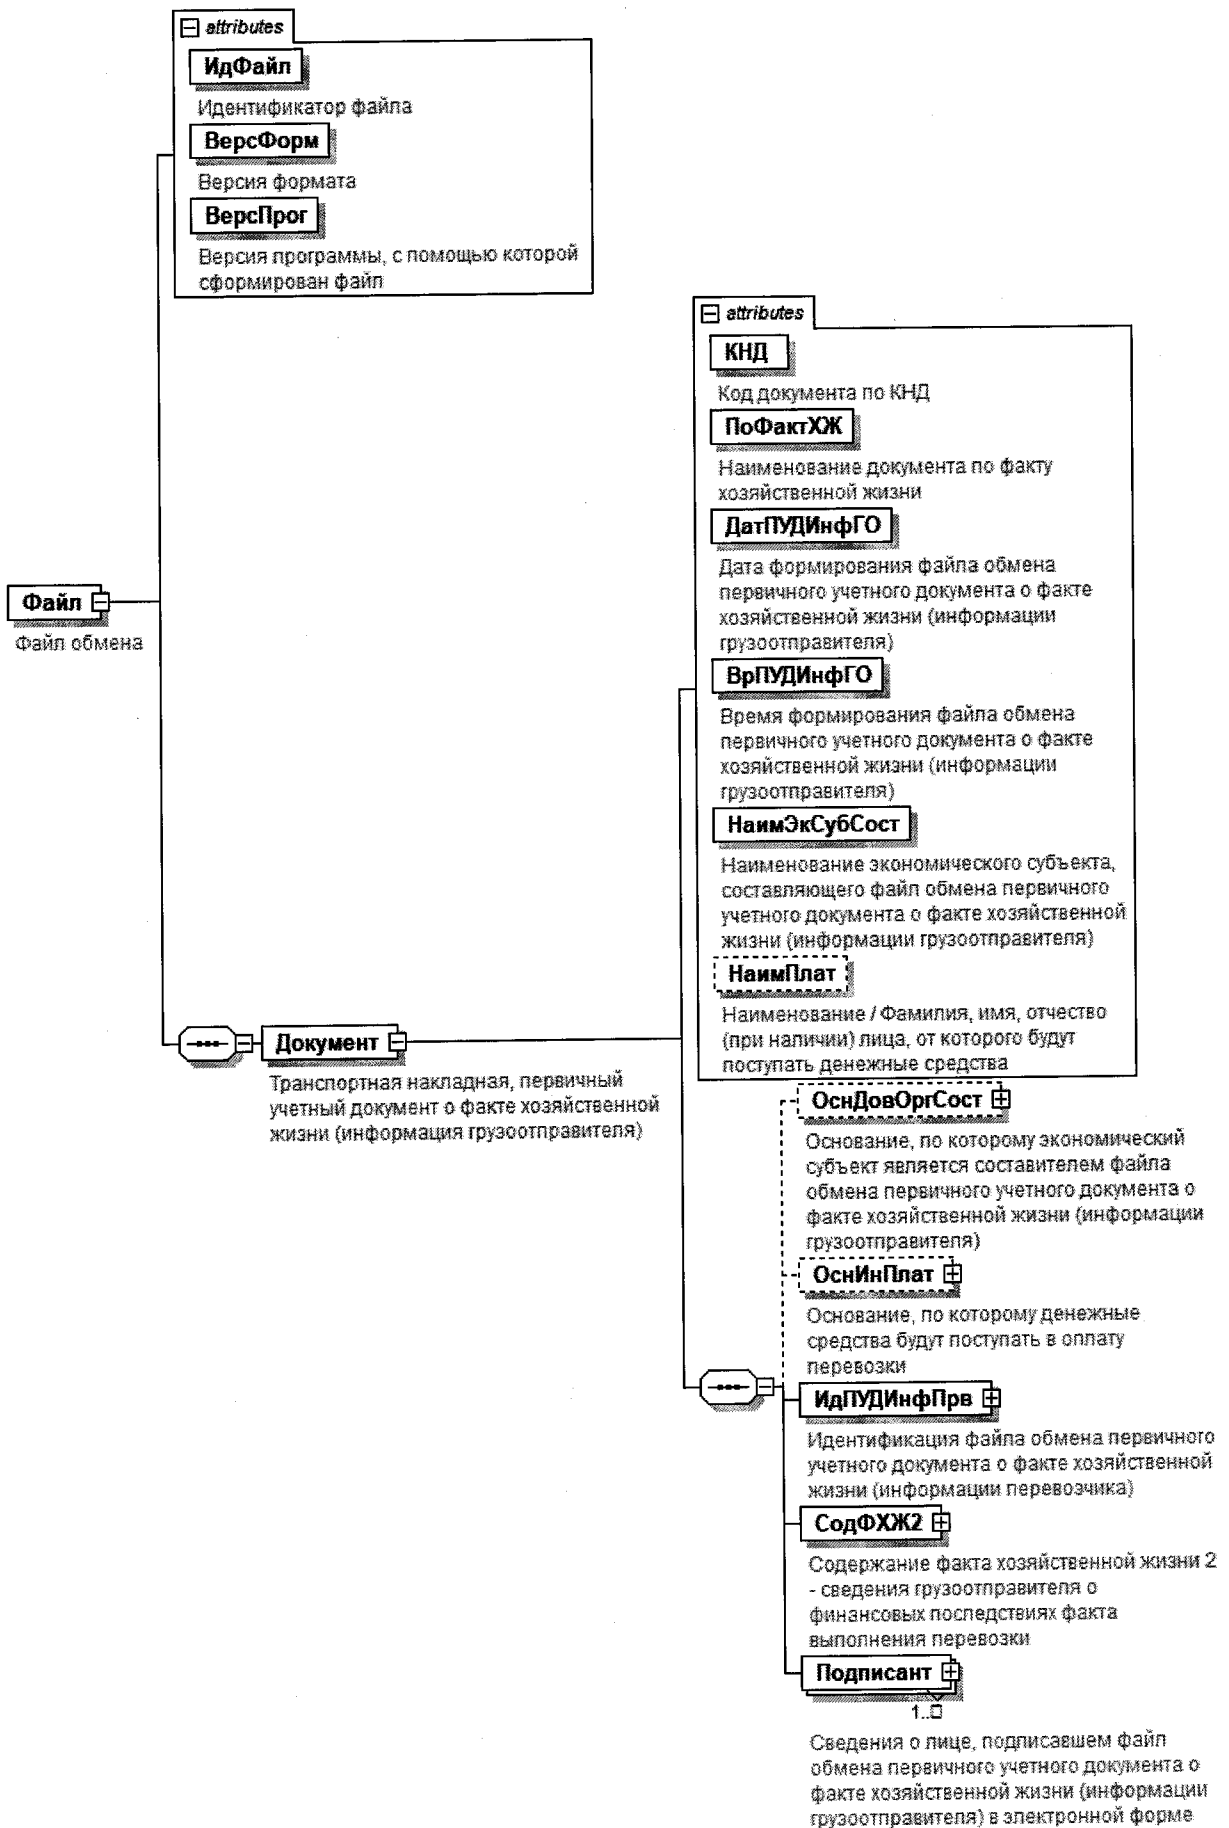 attributes
ИдФайл
Идентификатор файла
ВерсФорм
Версия формата
ВерсПрог
Версия программы, с помощью которой
сформирован файл
Файл
Файл обмена
Документ
Транспортная накладная, первичный
учетный документ о факте хозяйственной
жизни (информация грузоотправителя)
attributes
КНД
Код документа по КНД
ПоФактХЖ
Наименование документа по факту
хозяйственной жизни
ДатПУДИнфГО
Дата формирования файла обмена
первичного учетного документа о факте
хозяйственной жизни (информации
грузоотправителя)
ВрПУДИнфГО
Время формирования файла обмена
первичного учетного документа о факте
хозяйственной жизни (информации
грузоотправителя)
НаимЭкСубСост
Наименование экономического субъекта,
составляющего файл обмена первичного
учетного документа о факте хозяйственной
жизни (информации грузоотправителя)
НаимПлат
Наименование / Фамилия, имя, отчество
(при наличии) лица, от которого будут
поступать денежные средства
ОснДовОргСост
Основание, по которому экономический
субъект является составителем файла
обмена первичного учетного документа о
факте хозяйственной жизни (информации
грузоотправителя)
ОснИнПлат
Основание, по которому денежные
средства будут поступать в оплату
перевозки
ИдПУДИнфПрв
Идентификация файла обмена первичного
учетного документа о факте хозяйственной
жизни (информации перевозчика)
СодФХЖ2
Содержание факта хозяйственной жизни 2
- сведения грузоотправителя о
финансовых последствиях факта
выполнения перевозки
Подписант
1..□
Сведения о лице, подписавшем файл
обмена первичного учетного документа о
факте хозяйственной жизни (информации
грузоотправителя) в электронной форме